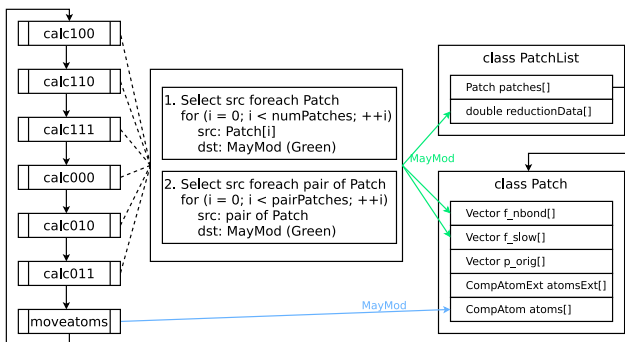 calc100
calc110
calc111
calc000
calc010
calc011
moveatoms
1. Select src foreach Patch
for (i = 0; i < numPatches; ++i)
src: Patch[i]
dst: MayMod (Green)
2. Select src foreach pair of Patch
for (i = 0; i < pairPatches; ++i)
src: pair of Patch
dst: MayMod (Green)
MayMod
MayMod
class PatchList
Patch patches[]
double reductionData[]
class Patch
Vector f_nbond[]
Vector f_slow[]
Vector p_orig[]
CompAtomExt atomsExt[]
CompAtom atoms[]